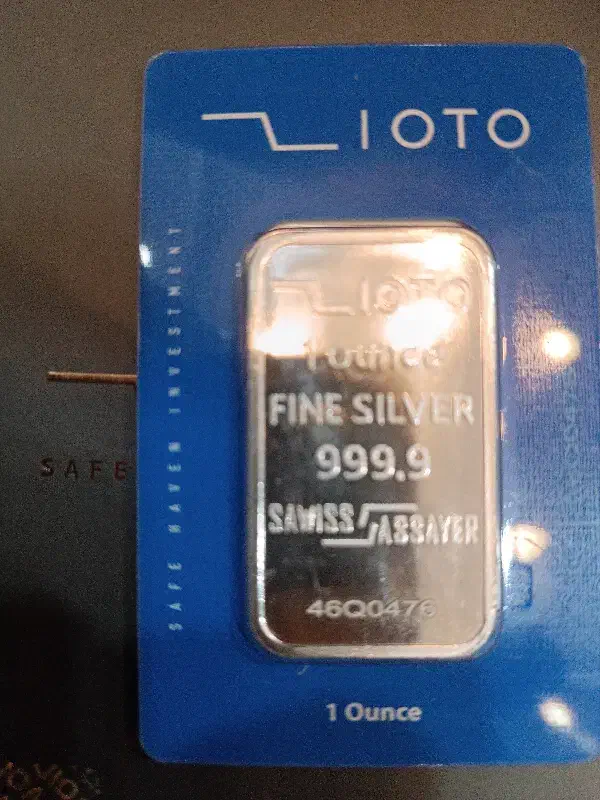 IOTO
SAFE HAVEN INVESTMENT
IOTO
1 ounce
FINE SILVER
999.9
SAWISS ASSAYER
46Q0476
1 Ounce
SAFE